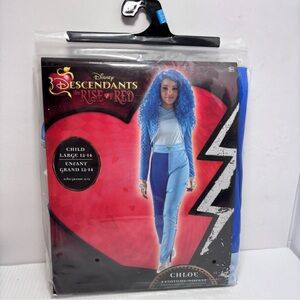 Disney
DESCENDANTS
THE RISE OF RED
CHILD
LARGE 12-14
ENFANT
GRAND 12-14
CHLOE